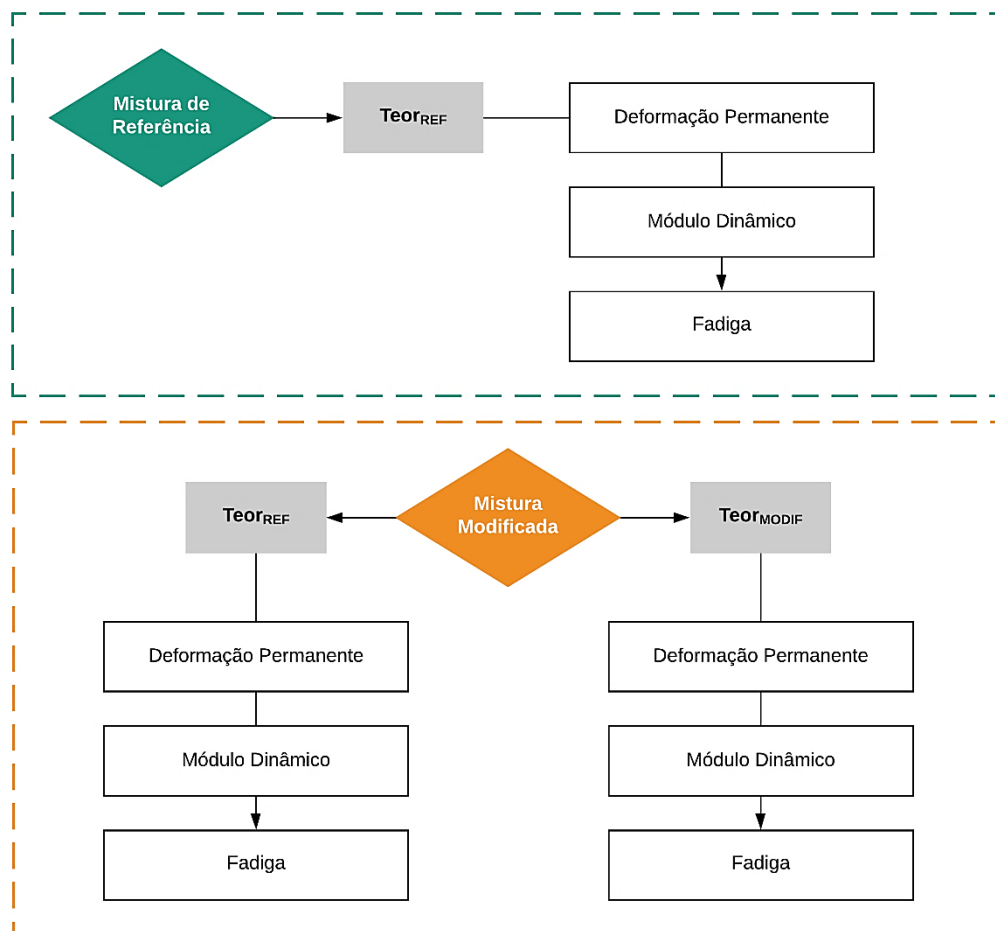 Mistura de
Referência
TeorREF
Deformação Permanente
Módulo Dinâmico
Fadiga
Mistura
Modificada
TeorREF
TeorMODIF
Deformação Permanente
Deformação Permanente
Módulo Dinâmico
Módulo Dinâmico
Fadiga
Fadiga